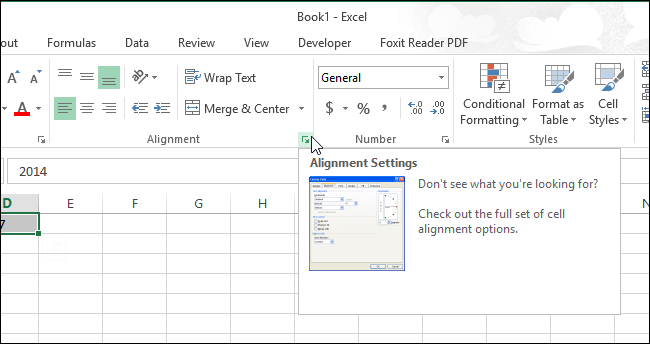 Book1 - Excel
out Formulas Data Review View Developer Foxit Reader PDF
A A Wrap Text General
A Merge & Center $ % , .0 .00 Conditional Formatting Format as Table Cell Styles
Alignment Number Styles
2014
D E F G H N
7
Alignment Settings
Don't see what you're looking for?
Check out the full set of cell
alignment options.